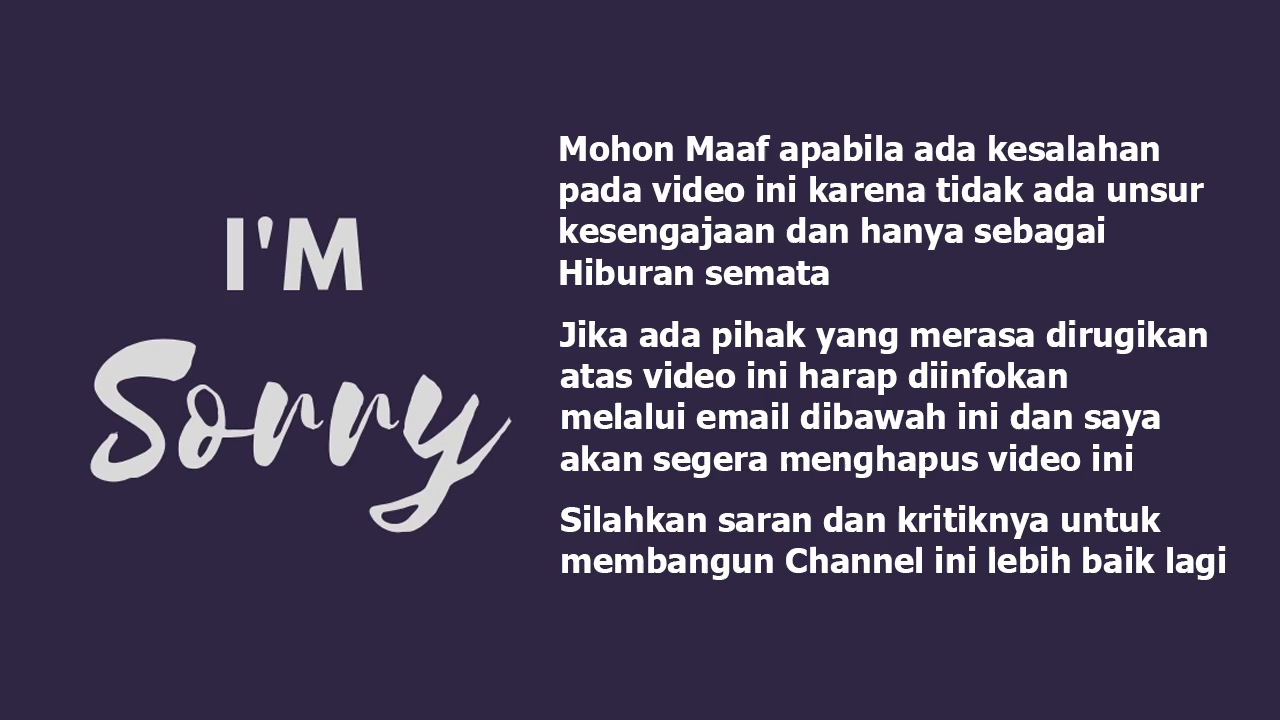 I'M
Sorry
Mohon Maaf apabila ada kesalahan
pada video ini karena tidak ada unsur
kesengajaan dan hanya sebagai
Hiburan semata
Jika ada pihak yang merasa dirugikan
atas video ini harap diinfokan
melalui email dibawah ini dan saya
akan segera menghapus video ini
Silahkan saran dan kritiknya untuk
membangun Channel ini lebih baik lagi